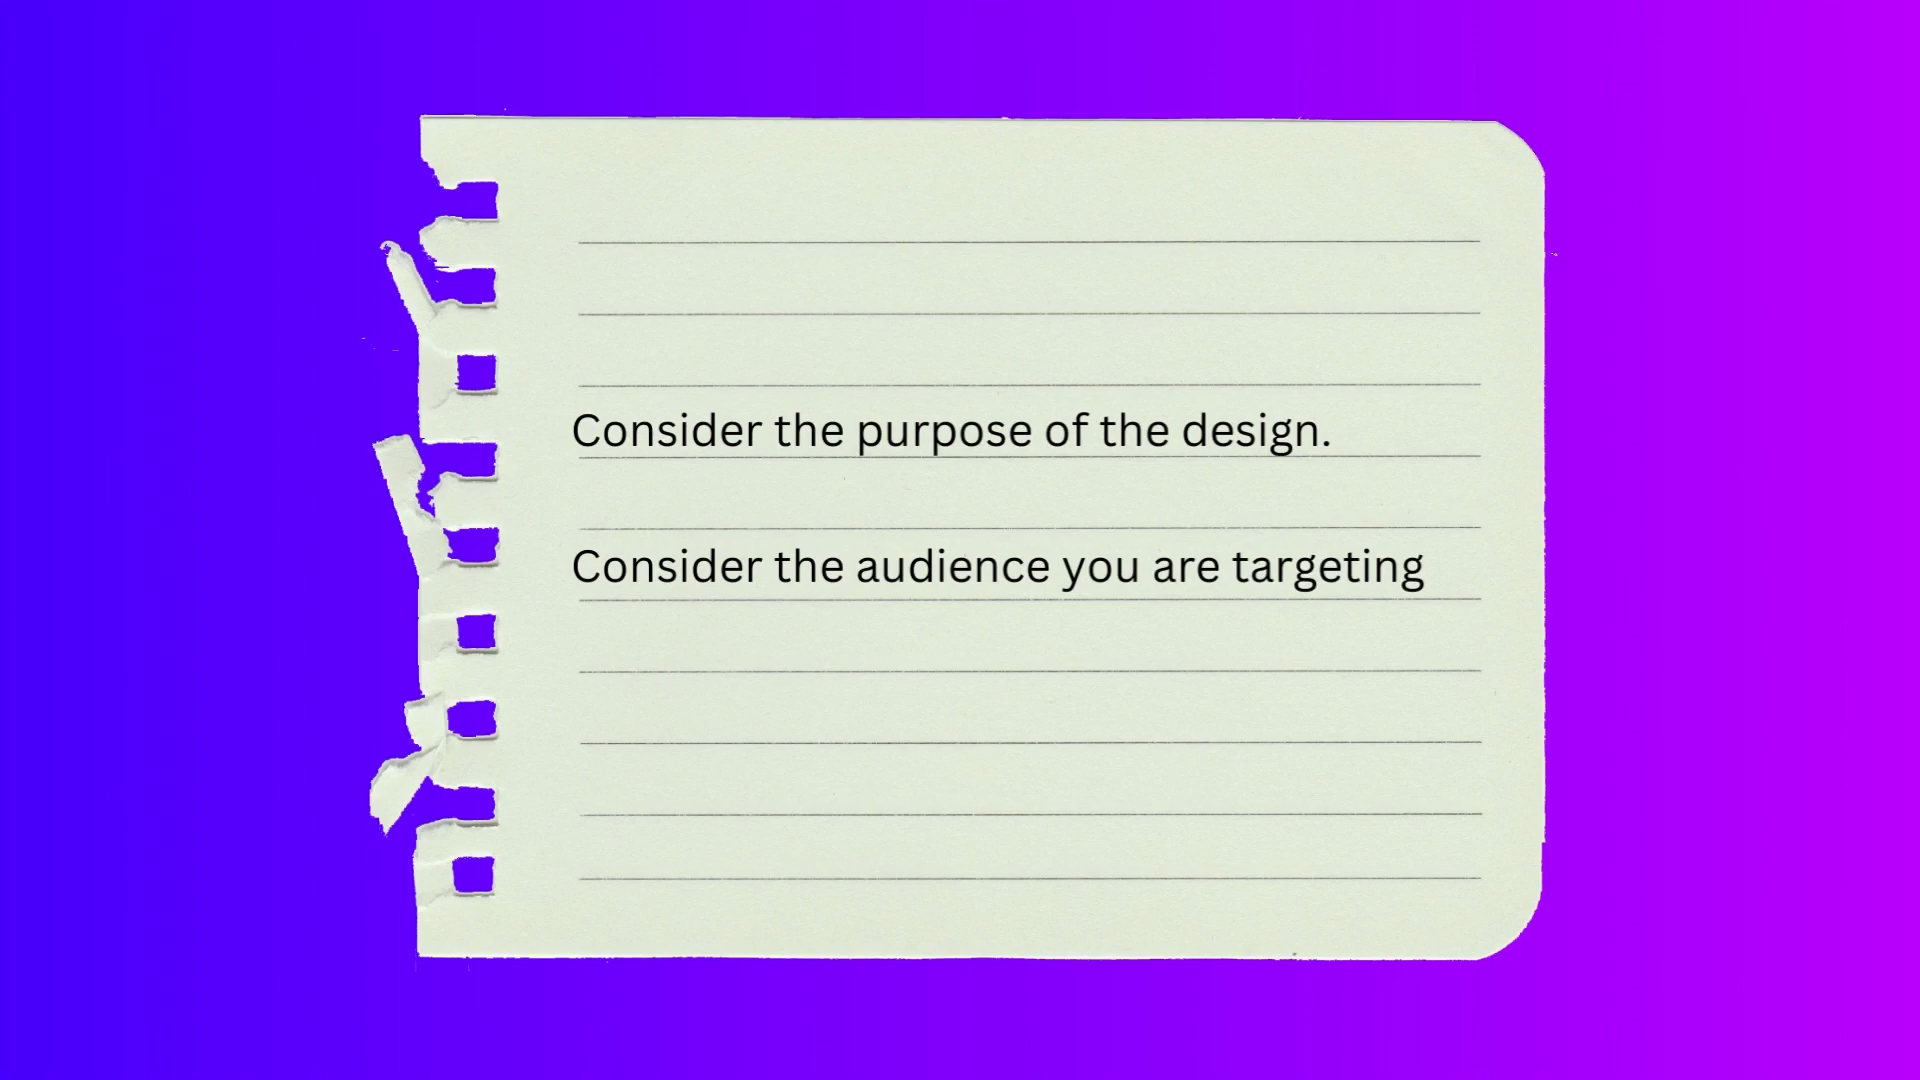 Consider the purpose of the design.
Consider the audience you are targeting